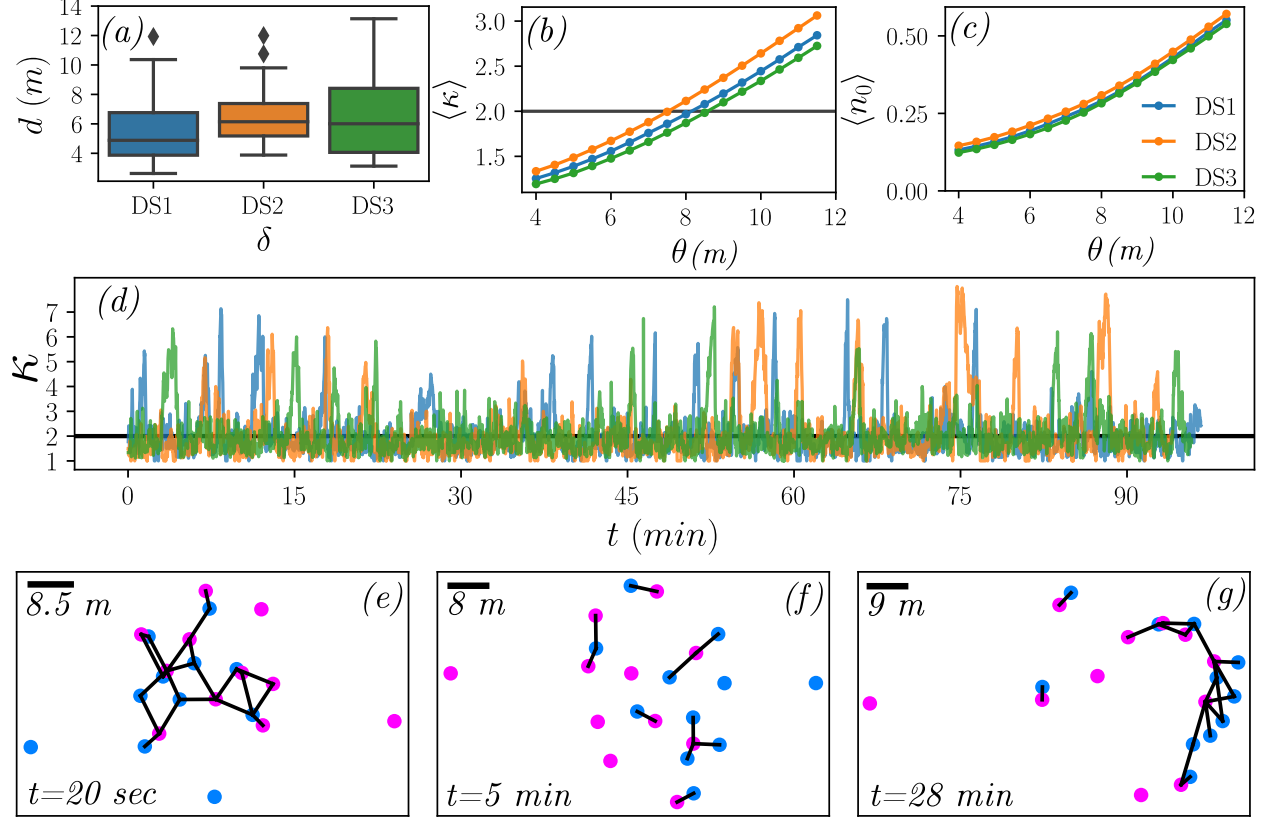 (a)
d (m)
14
12
10
8
6
4
DS1 DS2 DS3
δ
(b)
⟨κ⟩
3.0
2.5
2.0
1.5
4 6 8 10 12
θ (m)
(c)
⟨n₀⟩
0.50
0.25
0.00
DS1
DS2
DS3
4 6 8 10 12
θ (m)
(d)
κ
7
6
5
4
3
2
1
0 15 30 45 60 75 90
t (min)
8.5 m
(e)
t=20 sec
8 m
(f)
t=5 min
9 m
(g)
t=28 min